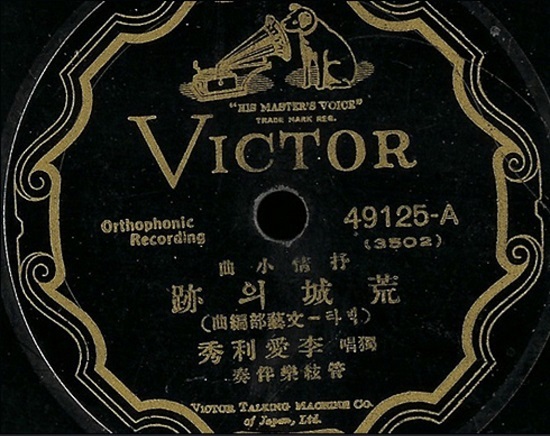 "HIS MASTER'S VOICE"
TRADE MARK REG.
VICTOR
Orthophonic
Recording
49125-A
(3502)
抒情小曲
荒城의跡
(빅타ー文藝部編曲)
獨唱 李愛利秀
管絃樂伴奏
VICTOR TALKING MACHINE CO.
of Japan, Ltd.